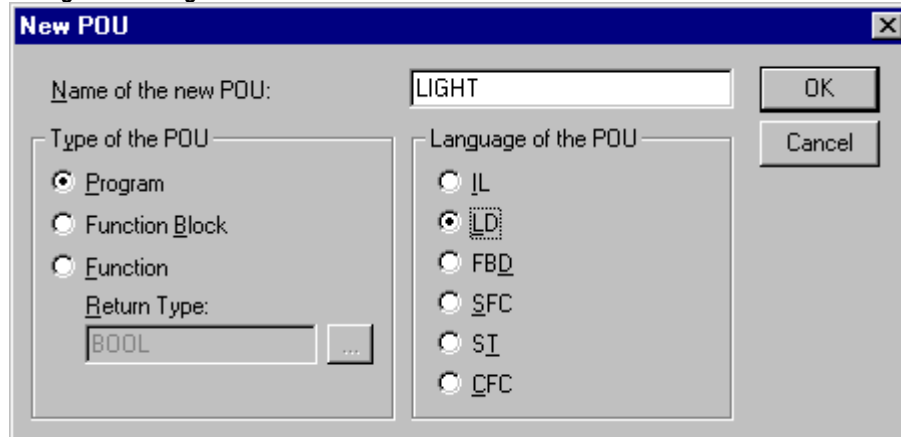 New POU
Name of the new POU:
LIGHT
OK
Cancel
Type of the POU
Program
Function Block
Function
Return Type:
BOOL
...
Language of the POU
IL
LD
FBD
SFC
ST
CFC